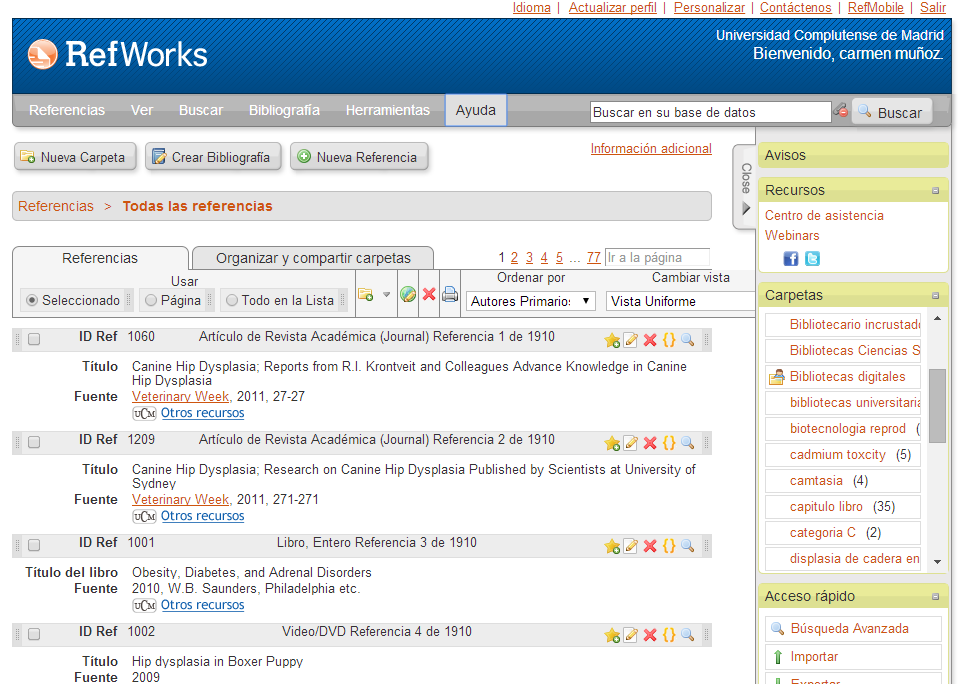 Idioma | Actualizar perfil | Personalizar | Contáctenos | RefMobile | Salir
RefWorks
Universidad Complutense de Madrid
Bienvenido, carmen muñoz.
Referencias Ver Buscar Bibliografía Herramientas Ayuda
Buscar en su base de datos
Buscar
Nueva Carpeta
Crear Bibliografía
Nueva Referencia
Información adicional
Referencias > Todas las referencias
Referencias
Organizar y compartir carpetas
1 2 3 4 5 ... 77 Ir a la página
Usar
Seleccionado Página Todo en la Lista
Ordenar por
Autores Primarios
Cambiar vista
Vista Uniforme
ID Ref 1060 Artículo de Revista Académica (Journal) Referencia 1 de 1910
Título Canine Hip Dysplasia; Reports from R.I. Krontveit and Colleagues Advance Knowledge in Canine
Hip Dysplasia
Fuente Veterinary Week, 2011, 27-27
UCM Otros recursos
ID Ref 1209 Artículo de Revista Académica (Journal) Referencia 2 de 1910
Título Canine Hip Dysplasia; Research on Canine Hip Dysplasia Published by Scientists at University of
Sydney
Fuente Veterinary Week, 2011, 271-271
UCM Otros recursos
ID Ref 1001 Libro, Entero Referencia 3 de 1910
Título del libro Obesity, Diabetes, and Adrenal Disorders
Fuente 2010, W.B. Saunders, Philadelphia etc.
UCM Otros recursos
ID Ref 1002 Video/DVD Referencia 4 de 1910
Título Hip dysplasia in Boxer Puppy
Fuente 2009
Close
Avisos
Recursos
Centro de asistencia
Webinars
Carpetas
Bibliotecario incrustado
Bibliotecas Ciencias S
Bibliotecas digitales
bibliotecas universitaria
biotecnologia reprod (
cadmium toxcity (5)
camtasia (4)
capitulo libro (35)
categoria C (2)
displasia de cadera en
Acceso rápido
Búsqueda Avanzada
Importar
Exportar